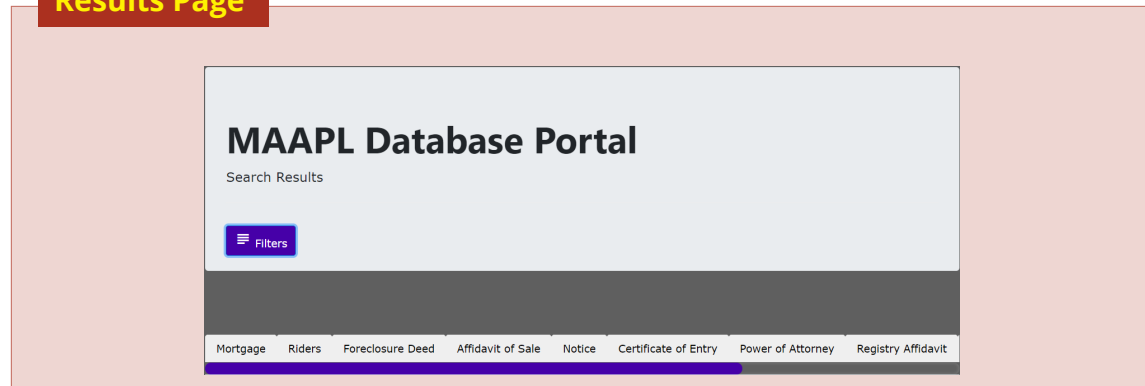 Results Page
MAAPL Database Portal
Search Results
Filters
Mortgage Riders Foreclosure Deed Affidavit of Sale Notice Certificate of Entry Power of Attorney Registry Affidavit